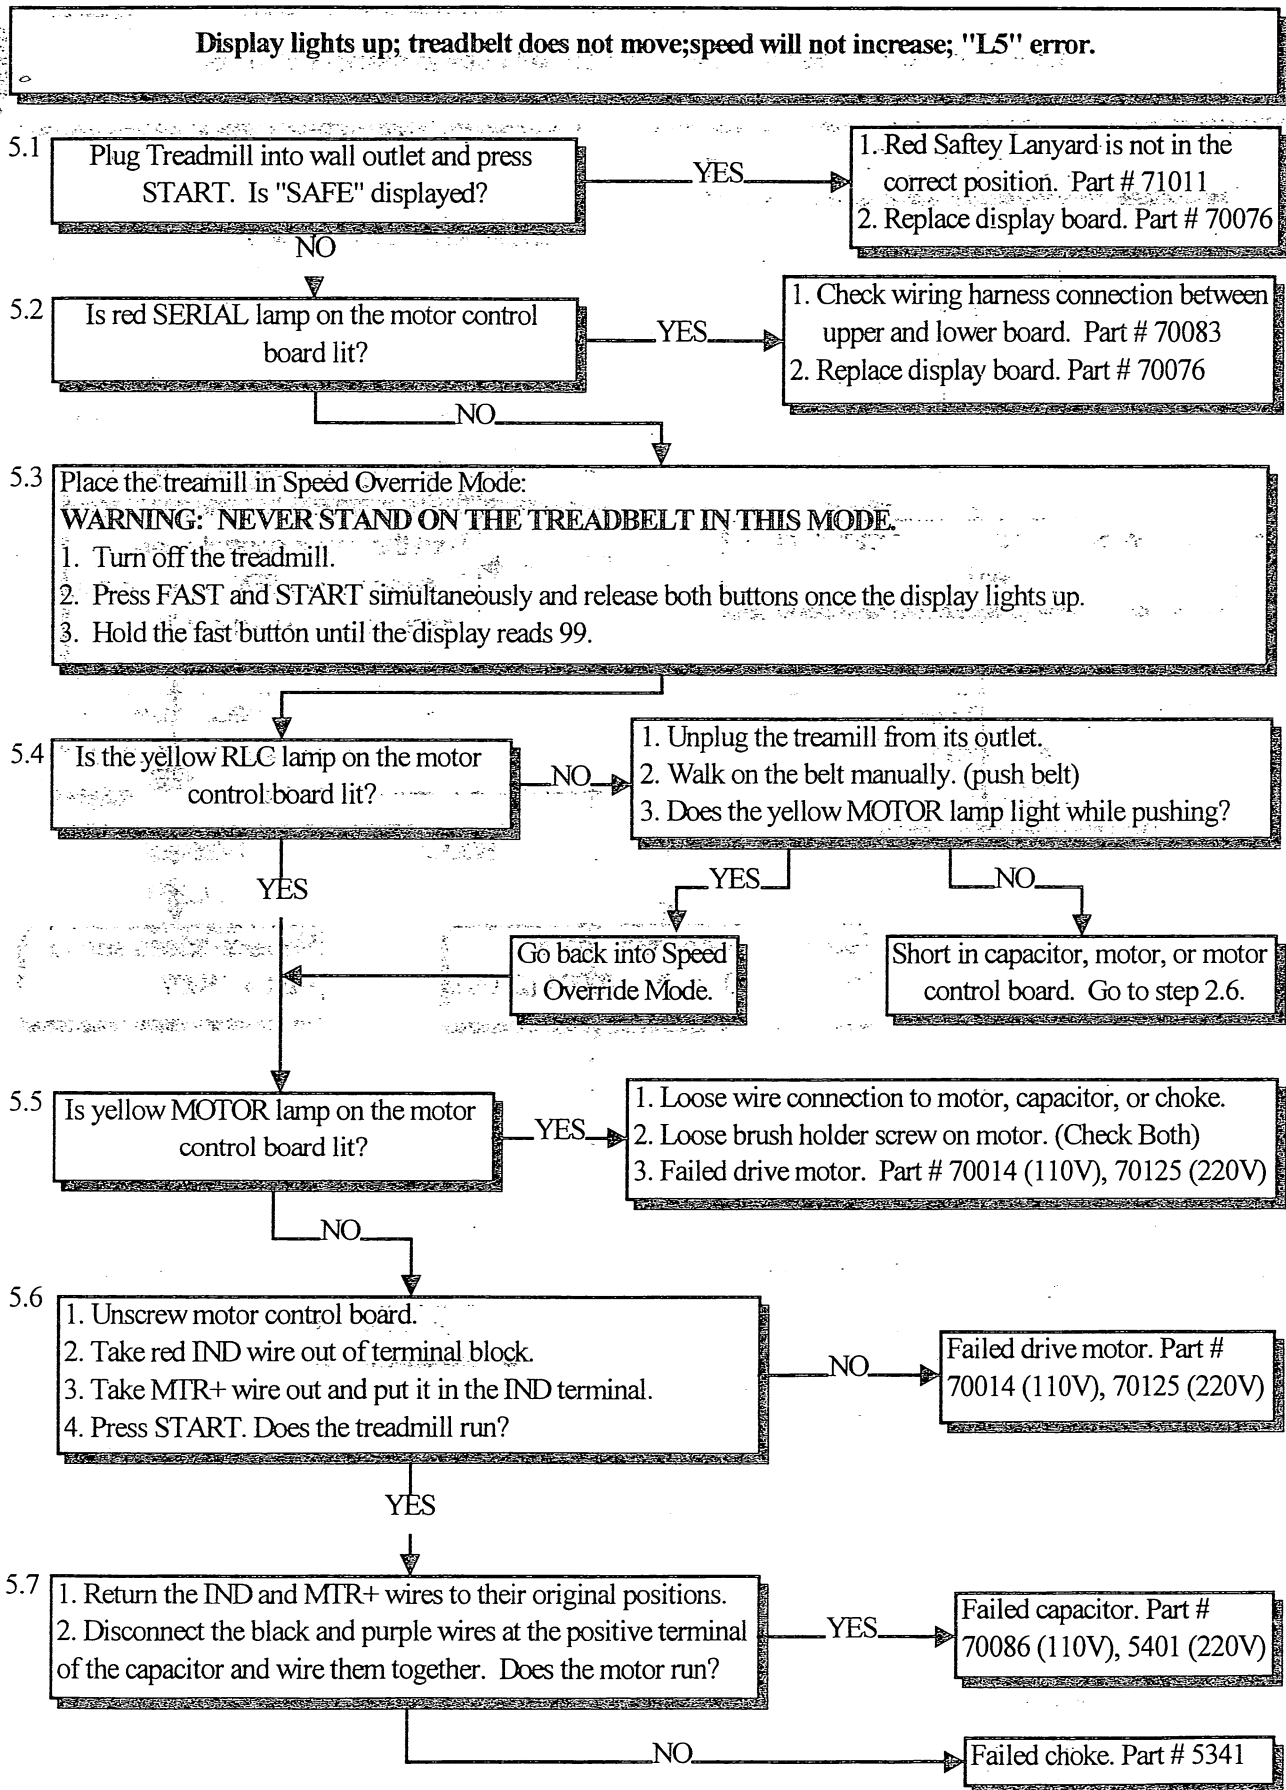 Display lights up; treadbelt does not move;speed will not increase; "L5" error.
5.1
Plug Treadmill into wall outlet and press
START. Is "SAFE" displayed?
YES
1. Red Saftey Lanyard is not in the
correct position. Part # 71011
2. Replace display board. Part # 70076
NO
5.2
Is red SERIAL lamp on the motor control
board lit?
YES
1. Check wiring harness connection between
upper and lower board. Part # 70083
2. Replace display board. Part # 70076
NO
5.3
Place the treamill in Speed Override Mode:
WARNING: NEVER STAND ON THE TREADBELT IN THIS MODE.
1. Turn off the treadmill.
2. Press FAST and START simultaneously and release both buttons once the display lights up.
3. Hold the fast button until the display reads 99.
5.4
Is the yellow RLC lamp on the motor
control board lit?
NO
1. Unplug the treamill from its outlet.
2. Walk on the belt manually. (push belt)
3. Does the yellow MOTOR lamp light while pushing?
YES
YES
NO
Go back into Speed
Override Mode.
Short in capacitor, motor, or motor
control board. Go to step 2.6.
5.5
Is yellow MOTOR lamp on the motor
control board lit?
YES
1. Loose wire connection to motor, capacitor, or choke.
2. Loose brush holder screw on motor. (Check Both)
3. Failed drive motor. Part # 70014 (110V), 70125 (220V)
NO
5.6
1. Unscrew motor control board.
2. Take red IND wire out of terminal block.
3. Take MTR+ wire out and put it in the IND terminal.
4. Press START. Does the treadmill run?
NO
Failed drive motor. Part #
70014 (110V), 70125 (220V)
YES
5.7
1. Return the IND and MTR+ wires to their original positions.
2. Disconnect the black and purple wires at the positive terminal
of the capacitor and wire them together. Does the motor run?
YES
Failed capacitor. Part #
70086 (110V), 5401 (220V)
NO
Failed choke. Part # 5341